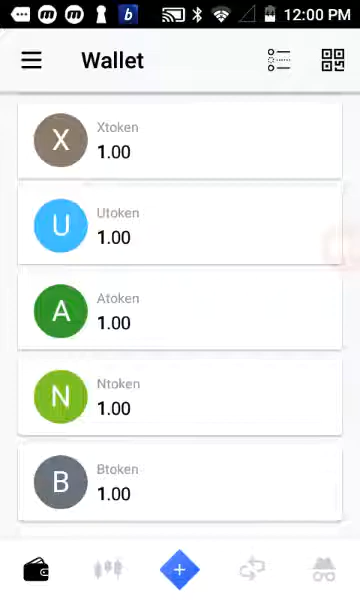 12:00 PM
Wallet
X
Xtoken
1.00
U
Utoken
1.00
A
Atoken
1.00
N
Ntoken
1.00
B
Btoken
1.00